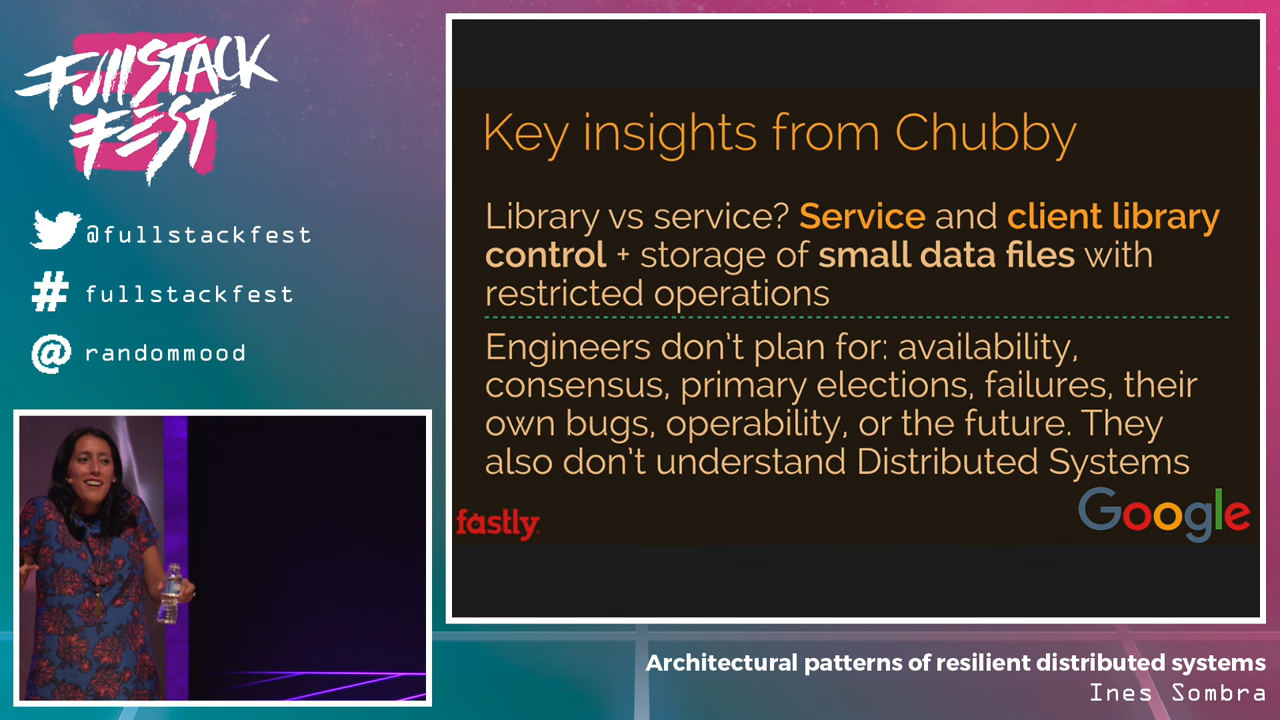 FullSTACK
FEST
@fullstackfest
# fullstackfest
@ randommood
Key insights from Chubby
Library vs service? Service and client library
control + storage of small data files with
restricted operations
Engineers don't plan for: availability,
consensus, primary elections, failures, their
own bugs, operability, or the future. They
also don't understand Distributed Systems
fastly
Google
Architectural patterns of resilient distributed systems
Ines Sombra